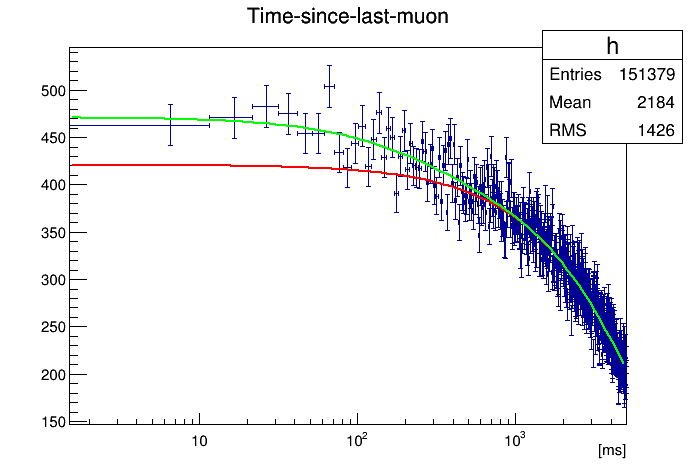 Time-since-last-muon
h
Entries 151379
Mean 2184
RMS 1426
500
450
400
350
300
250
200
150
10
10²
10³
[ms]